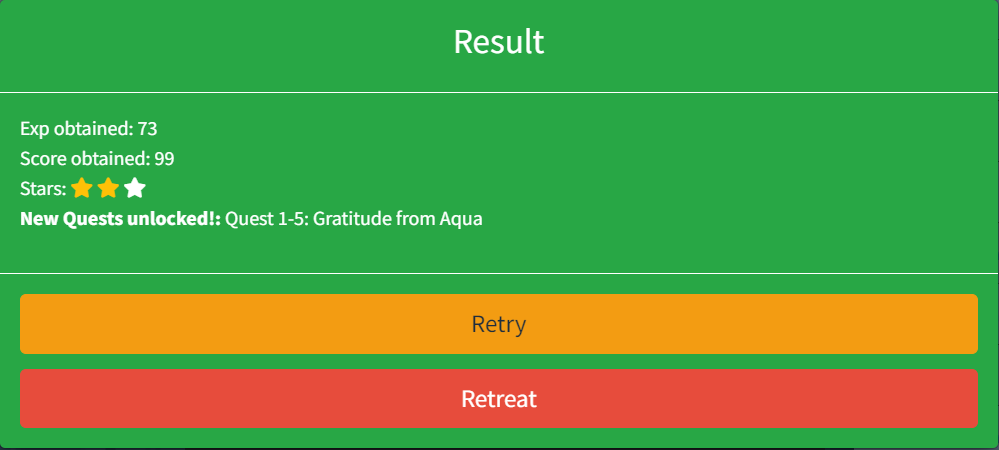 Result
Exp obtained: 73
Score obtained: 99
Stars:
New Quests unlocked!: Quest 1-5: Gratitude from Aqua
Retry
Retreat